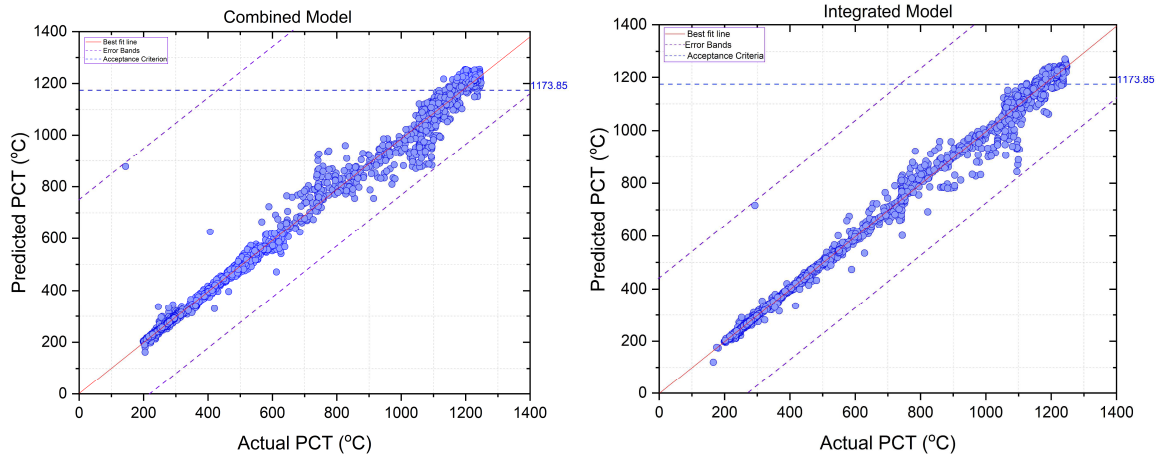 Combined Model
1400
1200
1000
800
600
400
200
0
Predicted PCT (°C)
Best fit line
Error Bands
Acceptance Criterion
1173.85
0 200 400 600 800 1000 1200 1400
Actual PCT (°C)
Integrated Model
1400
1200
1000
800
600
400
200
0
Predicted PCT (°C)
Best fit line
Error Bands
Acceptance Criteria
1173.85
0 200 400 600 800 1000 1200 1400
Actual PCT (°C)